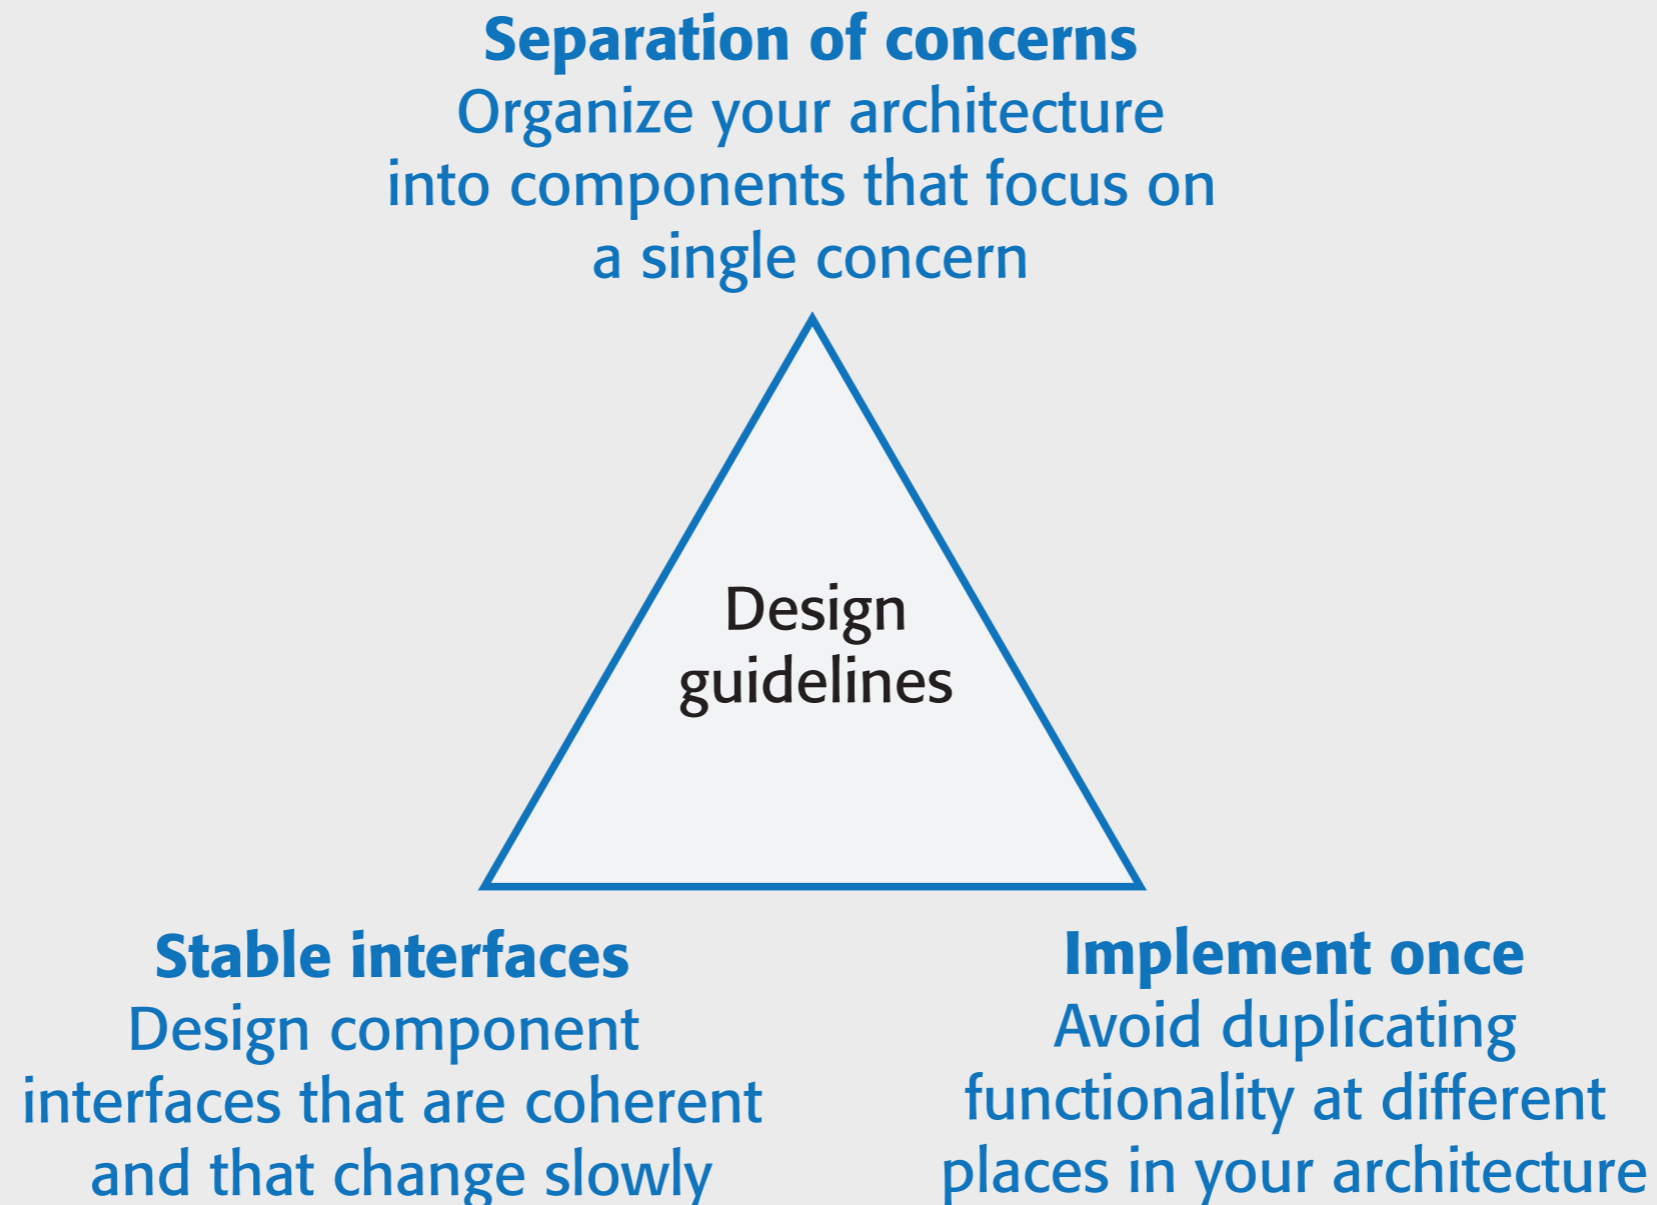 Separation of concerns
Organize your architecture
into components that focus on
a single concern
Design
guidelines
Stable interfaces
Design component
interfaces that are coherent
and that change slowly
Implement once
Avoid duplicating
functionality at different
places in your architecture